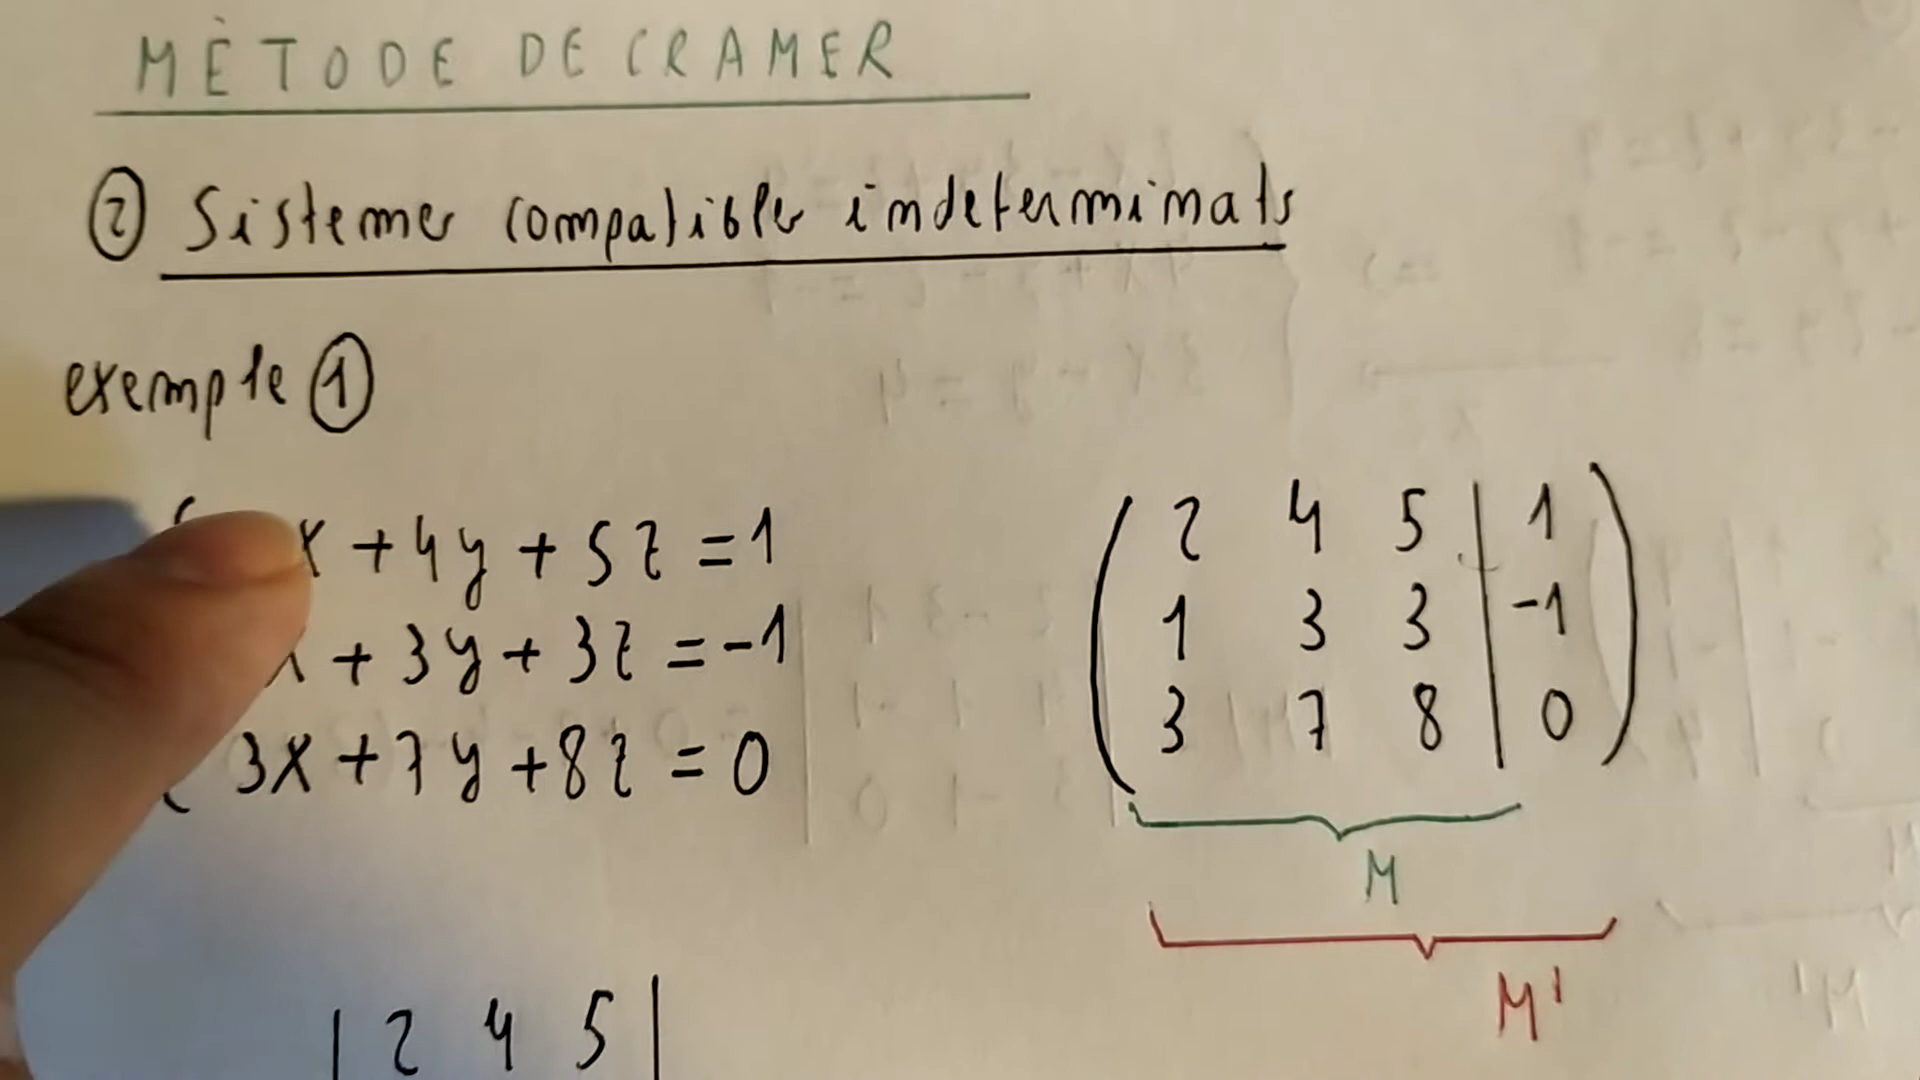 MÈTODE DE CRAMER
② Sistemes compatibles indeterminats
exemple ①
x + 4y + 5z = 1
x + 3y + 3z = -1
3x + 7y + 8z = 0
2 4 5 | 1
1 3 3 | -1
3 7 8 | 0
M
M'
| 2 4 5 |